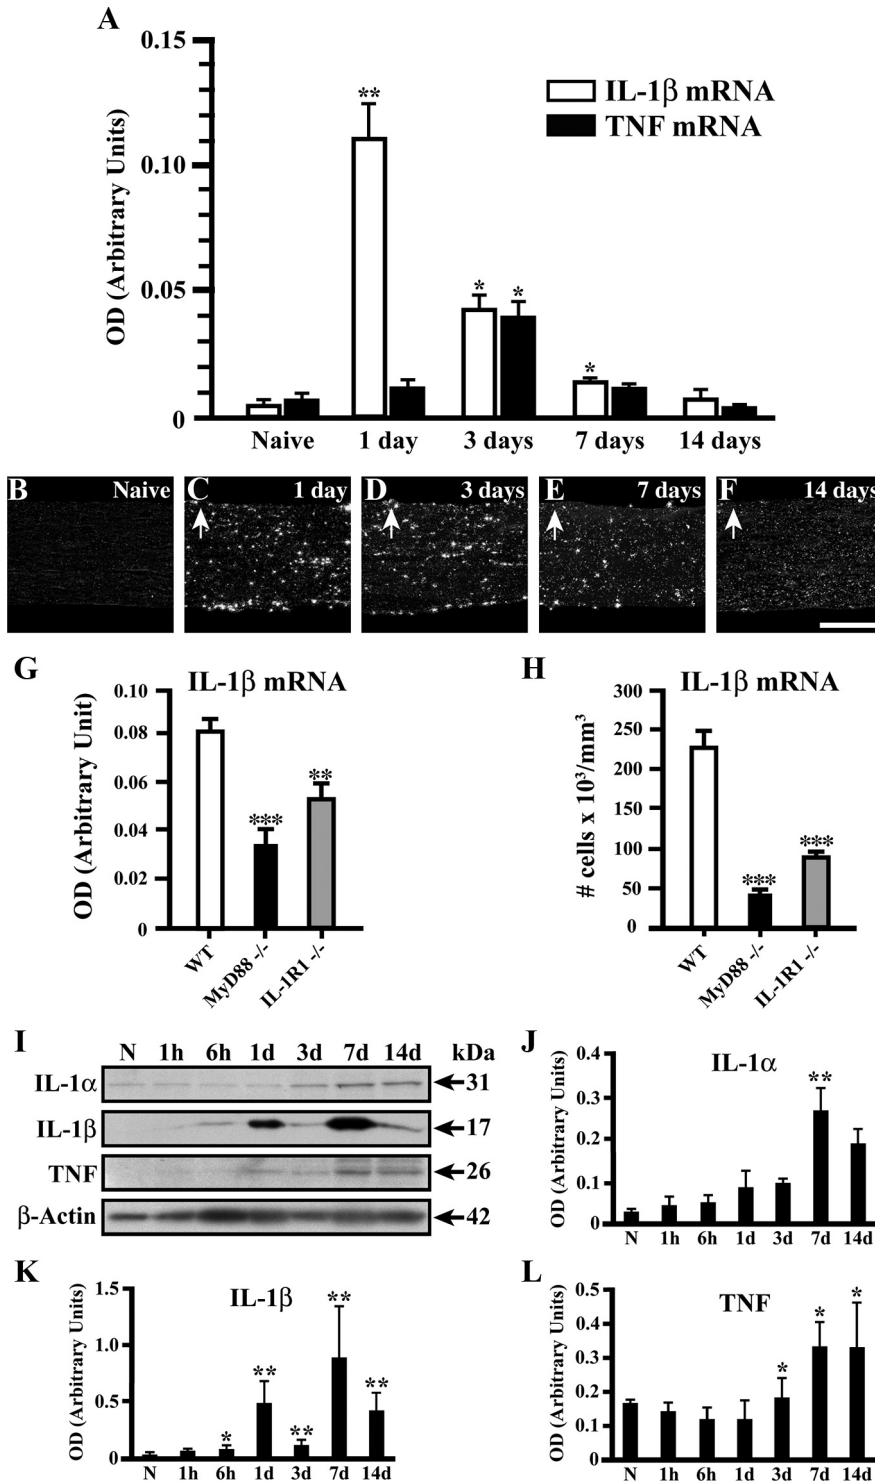 A
0.15
0.10
0.05
0
OD (Arbitrary Units)
**
*
*
*
IL-1β mRNA
TNF mRNA
Naive
1 day
3 days
7 days
14 days
B
Naive
C
1 day
D
3 days
E
7 days
F
14 days
G
IL-1β mRNA
OD (Arbitrary Unit)
0.10
0.08
0.06
0.04
0.02
0
***
**
WT
MyD88 -/-
IL-1R1 -/-
H
IL-1β mRNA
# cells x 10³/mm³
300
250
200
150
100
50
0
***
***
WT
MyD88 -/-
IL-1R1 -/-
I
N 1h 6h 1d 3d 7d 14d kDa
IL-1α 31
IL-1β 17
TNF 26
β-Actin 42
J
IL-1α
OD (Arbitrary Units)
0.4
0.3
0.2
0.1
0
**
N 1h 6h 1d 3d 7d 14d
K
IL-1β
OD (Arbitrary Units)
1.5
1.0
0.5
0
*
**
**
**
**
N 1h 6h 1d 3d 7d 14d
L
TNF
OD (Arbitrary Units)
0.5
0.4
0.3
0.2
0.1
0
*
*
*
N 1h 6h 1d 3d 7d 14d